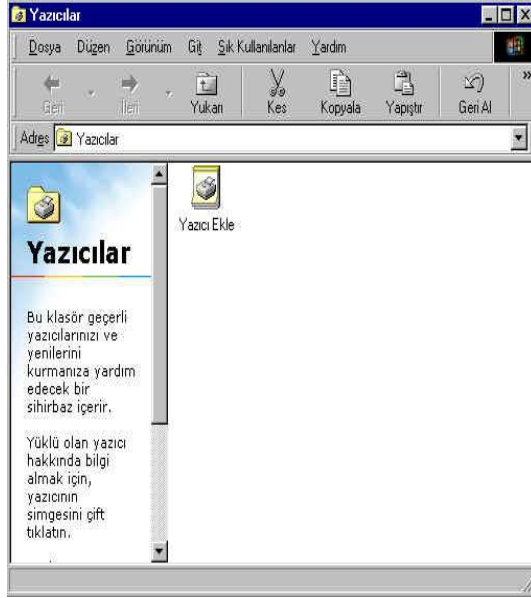 Yazıcılar
Dosya Düzen Görünüm Git Sık Kullanılanlar Yardım
Geri İleri Yukarı Kes Kopyala Yapıştır Geri Al »
Adres Yazıcılar
Yazıcı Ekle
Yazıcılar
Bu klasör geçerli
yazıcılarınızı ve
yenilerini
kurmanıza yardım
edecek bir
sihirbaz içerir.
Yüklü olan yazıcı
hakkında bilgi
almak için,
yazıcının
simgesini çift
tıklatın.